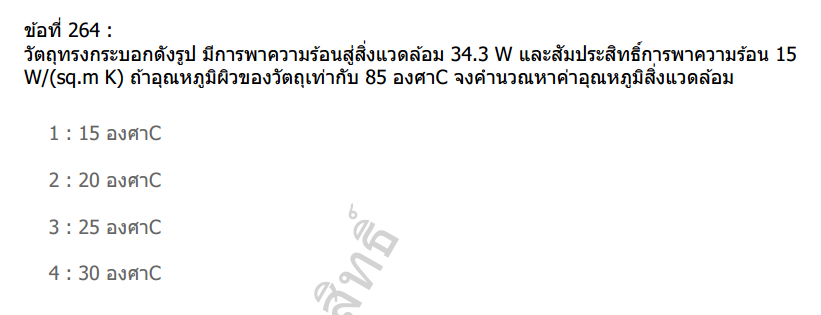 ข้อที่ 264 :
วัตถุทรงกระบอกดังรูป มีการพาความร้อนสู่สิ่งแวดล้อม 34.3 W และสัมประสิทธิ์การพาความร้อน 15
W/(sq.m K) ถ้าอุณหภูมิผิวของวัตถุเท่ากับ 85 องศาC จงคำนวณหาค่าอุณหภูมิสิ่งแวดล้อม
1 : 15 องศาC
2 : 20 องศาC
3 : 25 องศาC
4 : 30 องศาC
สิทธิ์